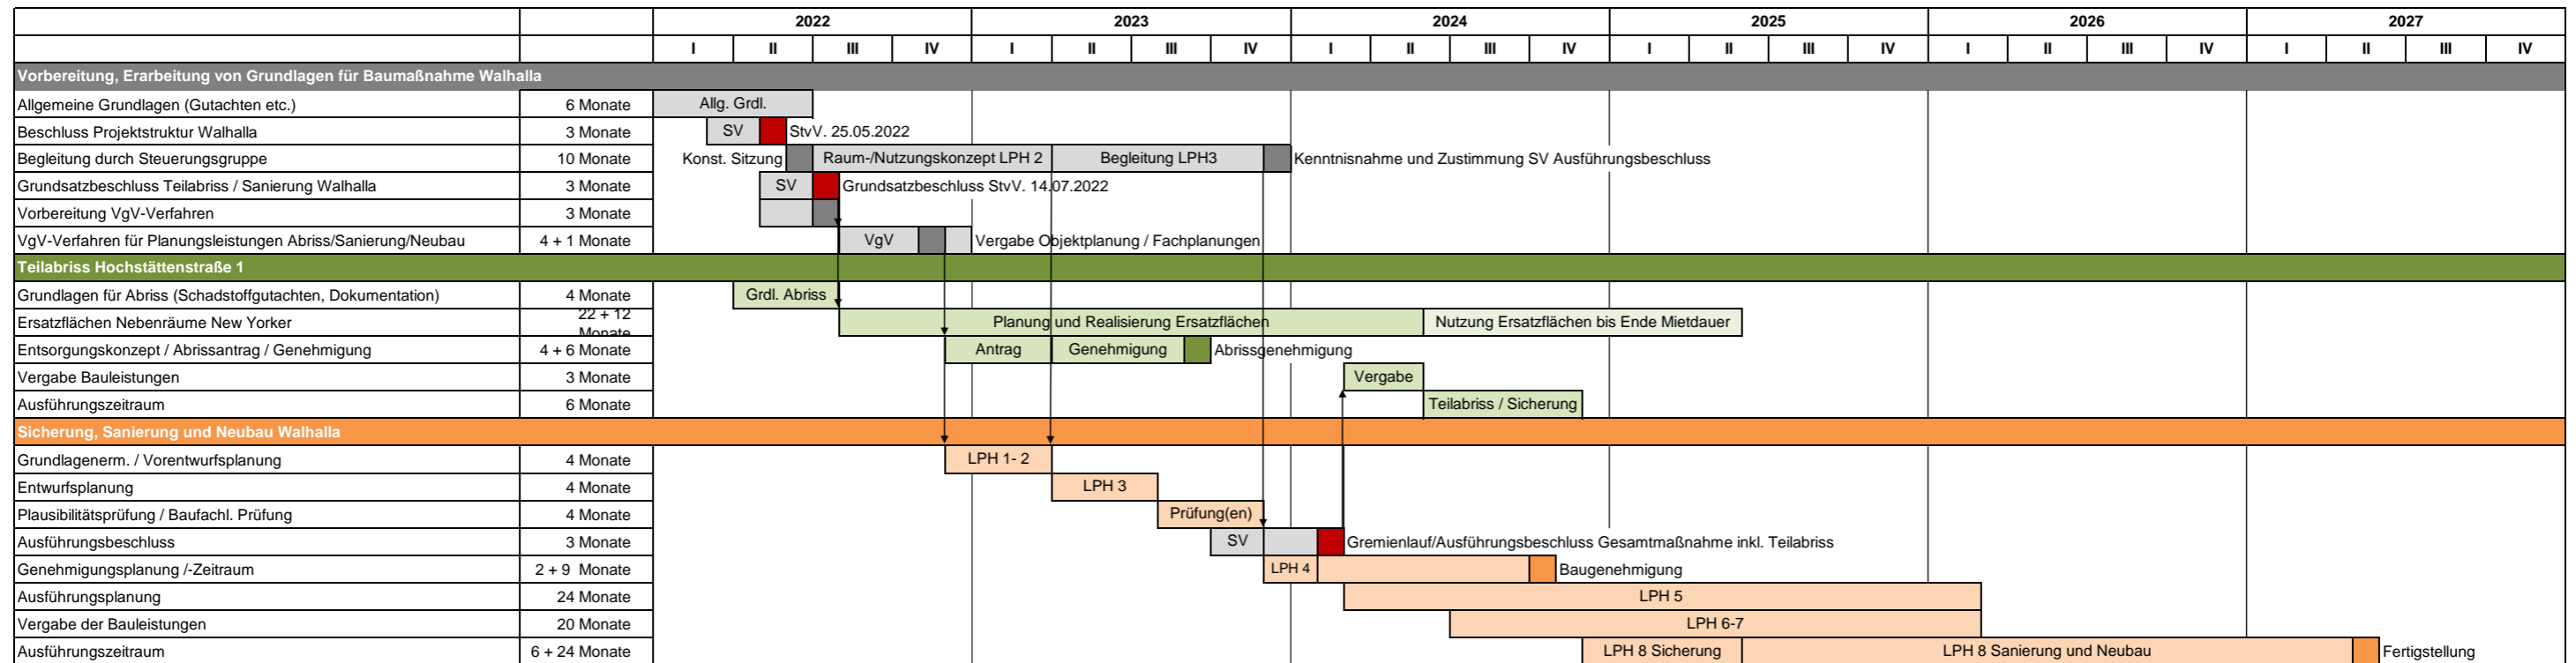 2022 2023 2024 2025 2026 2027
I II III IV I II III IV I II III IV I II III IV I II III IV I II III IV
Vorbereitung, Erarbeitung von Grundlagen für Baumaßnahme Walhalla
Allgemeine Grundlagen (Gutachten etc.) 6 Monate Allg. Grdl.
Beschluss Projektstruktur Walhalla 3 Monate SV StvV. 25.05.2022
Begleitung durch Steuerungsgruppe 10 Monate Konst. Sitzung Raum-/Nutzungskonzept LPH 2 Begleitung LPH3 Kenntnisnahme und Zustimmung SV Ausführungsbeschluss
Grundsatzbeschluss Teilabriss / Sanierung Walhalla 3 Monate SV Grundsatzbeschluss StvV. 14.07.2022
Vorbereitung VgV-Verfahren 3 Monate
VgV-Verfahren für Planungsleistungen Abriss/Sanierung/Neubau 4 + 1 Monate VgV Vergabe Objektplanung / Fachplanungen
Teilabriss Hochstättenstraße 1
Grundlagen für Abriss (Schadstoffgutachten, Dokumentation) 4 Monate Grdl. Abriss
Ersatzflächen Nebenräume New Yorker 22 + 12 Monate Planung und Realisierung Ersatzflächen Nutzung Ersatzflächen bis Ende Mietdauer
Entsorgungskonzept / Abrissantrag / Genehmigung 4 + 6 Monate Antrag Genehmigung Abrissgenehmigung
Vergabe Bauleistungen 3 Monate Vergabe
Ausführungszeitraum 6 Monate Teilabriss / Sicherung
Sicherung, Sanierung und Neubau Walhalla
Grundlagenerm. / Vorentwurfsplanung 4 Monate LPH 1- 2
Entwurfsplanung 4 Monate LPH 3
Plausibilitätsprüfung / Baufachl. Prüfung 4 Monate Prüfung(en)
Ausführungsbeschluss 3 Monate SV Gremienlauf/Ausführungsbeschluss Gesamtmaßnahme inkl. Teilabriss
Genehmigungsplanung /-Zeitraum 2 + 9 Monate LPH 4 Baugenehmigung
Ausführungsplanung 24 Monate LPH 5
Vergabe der Bauleistungen 20 Monate LPH 6-7
Ausführungszeitraum 6 + 24 Monate LPH 8 Sicherung LPH 8 Sanierung und Neubau Fertigstellung